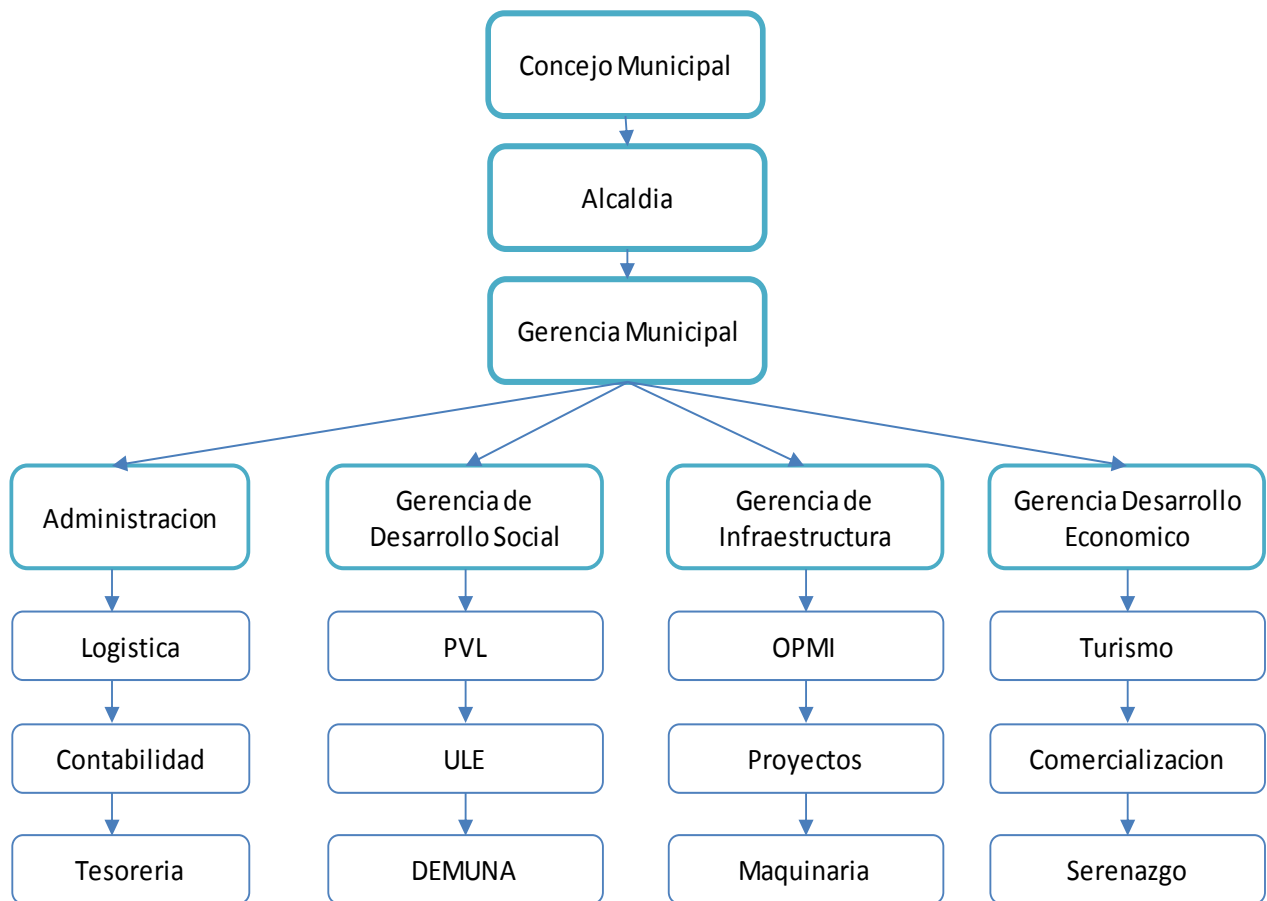 Concejo Municipal
Alcaldia
Gerencia Municipal
Administracion
Gerencia de
Desarrollo Social
Gerencia de
Infraestructura
Gerencia Desarrollo
Economico
Logistica
PVL
OPMI
Turismo
Contabilidad
ULE
Proyectos
Comercializacion
Tesoreria
DEMUNA
Maquinaria
Serenazgo